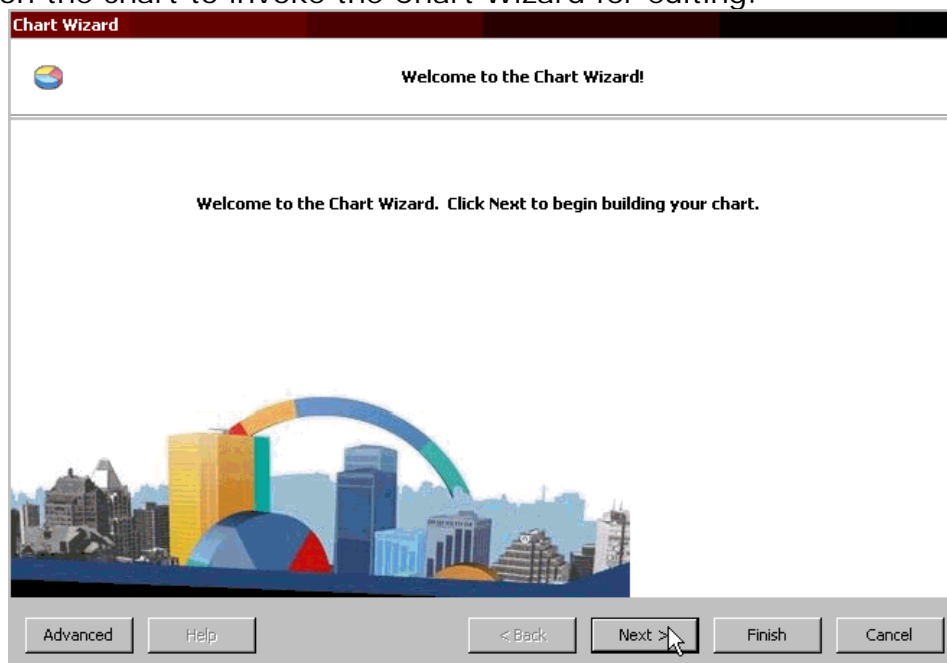 on the chart to invoke the Chart Wizard for editing.
Chart Wizard
Welcome to the Chart Wizard!
Welcome to the Chart Wizard. Click Next to begin building your chart.
Advanced Help < Back Next > Finish Cancel